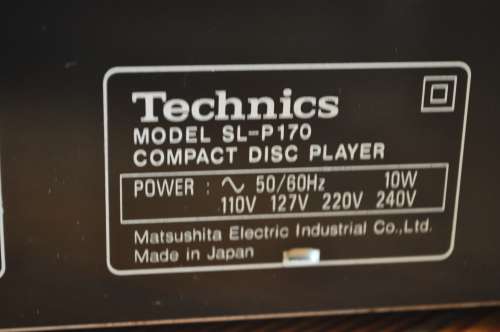 Technics
MODEL SL-P170
COMPACT DISC PLAYER
POWER : ∿ 50/60Hz 10W
110V 127V 220V 240V
Matsushita Electric Industrial Co.,Ltd.
Made in Japan